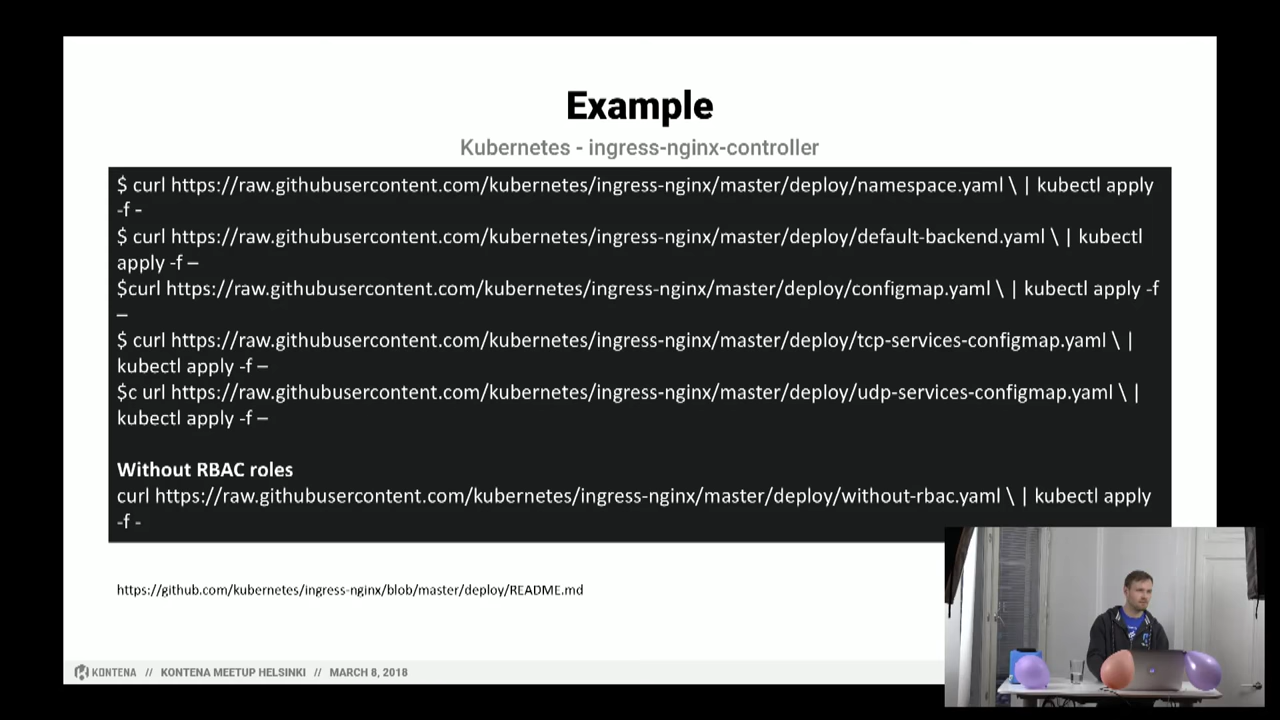 Example
Kubernetes - ingress-nginx-controller
$ curl https://raw.githubusercontent.com/kubernetes/ingress-nginx/master/deploy/namespace.yaml \ | kubectl apply
-f -
$ curl https://raw.githubusercontent.com/kubernetes/ingress-nginx/master/deploy/default-backend.yaml \ | kubectl
apply -f –
$curl https://raw.githubusercontent.com/kubernetes/ingress-nginx/master/deploy/configmap.yaml \ | kubectl apply -f
–
$ curl https://raw.githubusercontent.com/kubernetes/ingress-nginx/master/deploy/tcp-services-configmap.yaml \ |
kubectl apply -f –
$c url https://raw.githubusercontent.com/kubernetes/ingress-nginx/master/deploy/udp-services-configmap.yaml \ |
kubectl apply -f –
Without RBAC roles
curl https://raw.githubusercontent.com/kubernetes/ingress-nginx/master/deploy/without-rbac.yaml \ | kubectl apply
-f -
https://github.com/kubernetes/ingress-nginx/blob/master/deploy/README.md
KONTENA // KONTENA MEETUP HELSINKI // MARCH 8, 2018